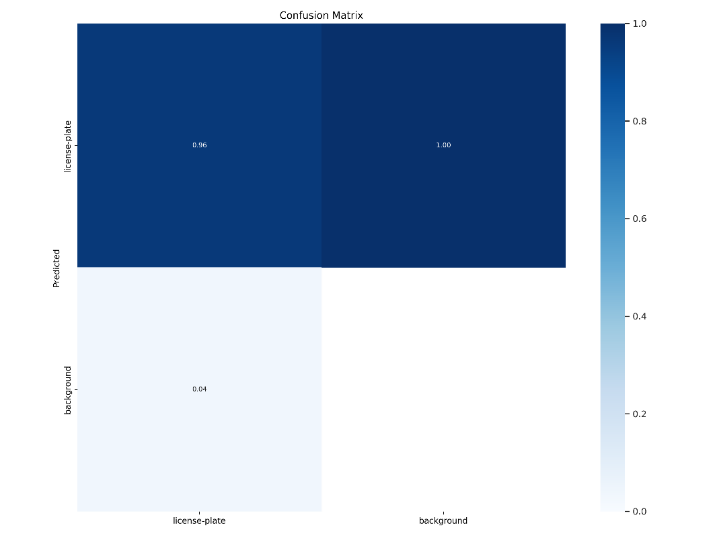 Confusion Matrix
license-plate
0.96
1.00
Predicted
background
0.04
license-plate
background
1.0
0.8
0.6
0.4
0.2
0.0